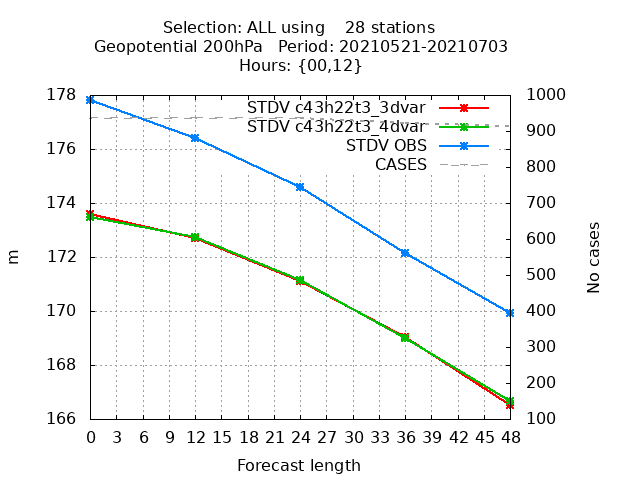 Selection: ALL using    28 stations
Geopotential 200hPa   Period: 20210521-20210703
Hours: {00,12}
178 1000
STDV c43h22t3_3dvar
STDV c43h22t3_4dvar
STDV OBS
CASES
176 900
174 800
172 700
170 600
168 500
166 400
300
200
100
m
No cases
0 3 6 9 12 15 18 21 24 27 30 33 36 39 42 45 48
Forecast length